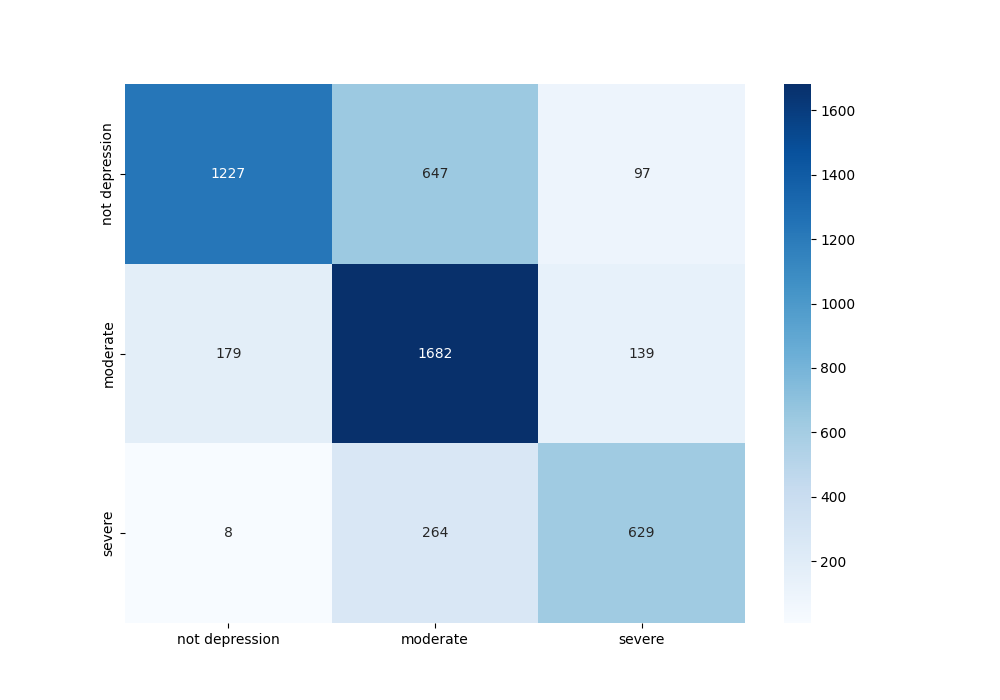 not depression
1227 647 97
moderate
179 1682 139
severe
8 264 629
not depression moderate severe
1600
1400
1200
1000
800
600
400
200